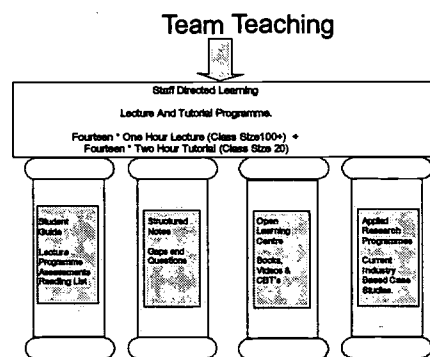 Team Teaching
Staff Directed Learning
Lecture And Tutorial Programme.
Fourteen * One Hour Lecture (Class Size100+) +
Fourteen * Two Hour Tutorial (Class Size 20)
Student
Guide
Lecture
Programme
Assessments
Reading List
Structured
Notes
Gaps and
Questions
Open
Learning
Centre
Books,
Videos &
CBT's
Applied
Research
Programmes
Current
Industry
Based Case
Studies.